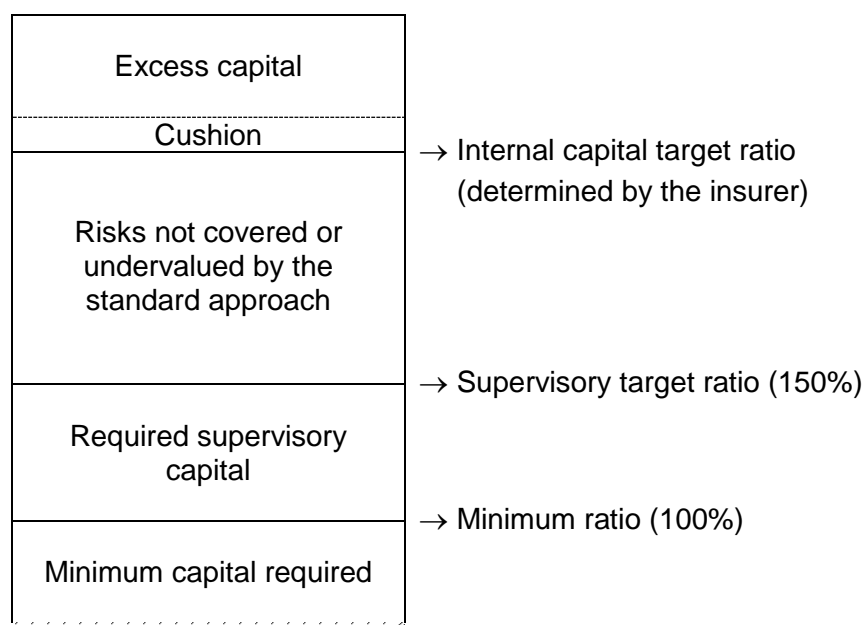 Excess capital
Cushion
→ Internal capital target ratio
(determined by the insurer)
Risks not covered or
undervalued by the
standard approach
→ Supervisory target ratio (150%)
Required supervisory
capital
→ Minimum ratio (100%)
Minimum capital required